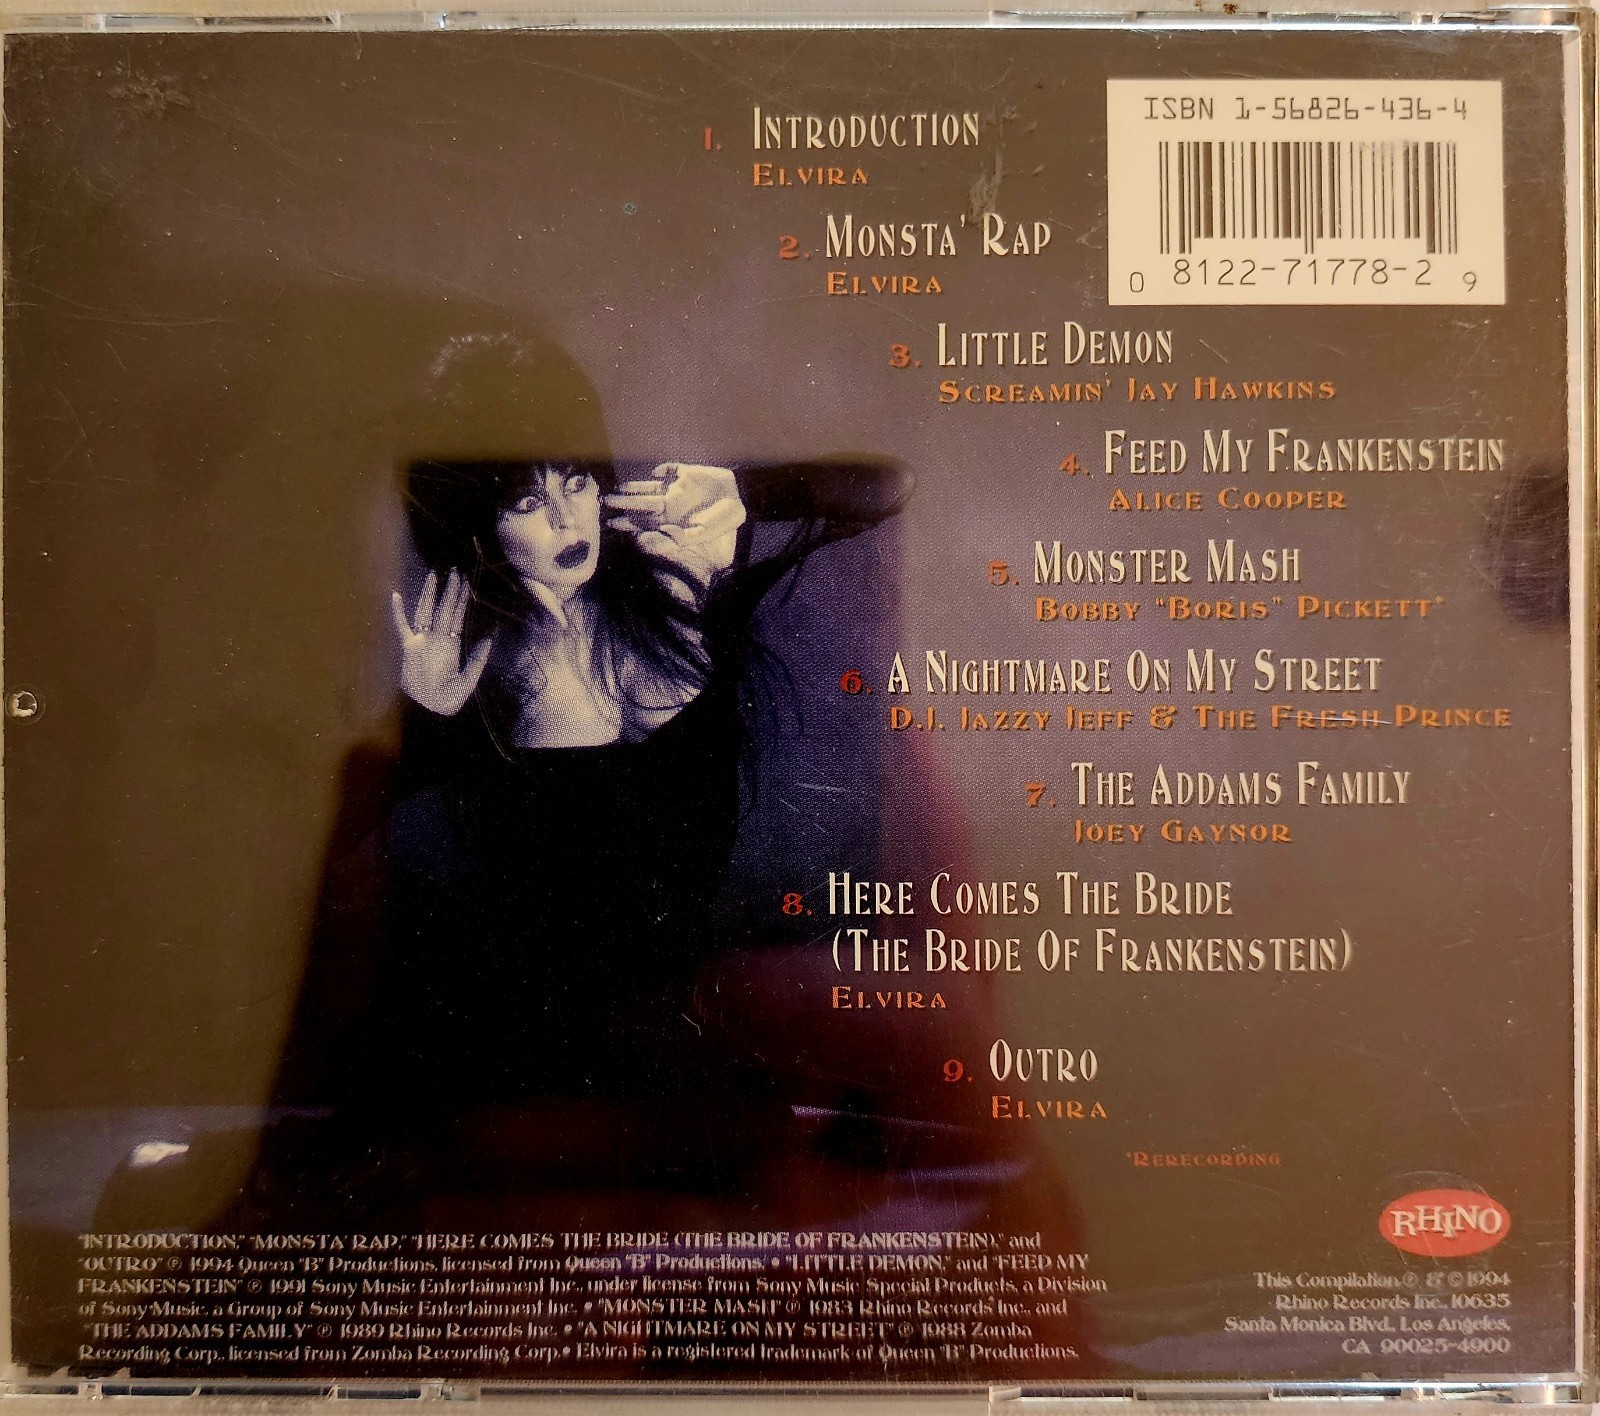 ISBN 1-56826-436-4
0 8122-71778-2 9
1. INTRODUCTION
ELVIRA
2. MONSTA' RAP
ELVIRA
3. LITTLE DEMON
SCREAMIN' JAY HAWKINS
4. FEED MY FRANKENSTEIN
ALICE COOPER
5. MONSTER MASH
BOBBY "BORIS" PICKETT*
6. A NIGHTMARE ON MY STREET
D.J. JAZZY JEFF & THE FRESH PRINCE
7. THE ADDAMS FAMILY
JOEY GAYNOR
8. HERE COMES THE BRIDE
(THE BRIDE OF FRANKENSTEIN)
ELVIRA
9. OUTRO
ELVIRA
*RERECORDING
"INTRODUCTION," "MONSTA' RAP," "HERE COMES THE BRIDE (THE BRIDE OF FRANKENSTEIN)," and
"OUTRO" ℗ 1994 Queen "B" Productions, licensed from Queen "B" Productions. • "LITTLE DEMON," and "FEED MY
FRANKENSTEIN" ℗ 1991 Sony Music Entertainment Inc., under license from Sony Music Special Products, a Division
of Sony Music, a Group of Sony Music Entertainment Inc. • "MONSTER MASH" ℗ 1983 Rhino Records Inc., and
"THE ADDAMS FAMILY" ℗ 1989 Rhino Records Inc. • "A NIGHTMARE ON MY STREET" ℗ 1988 Zomba
Recording Corp., licensed from Zomba Recording Corp. • Elvira is a registered trademark of Queen "B" Productions.
RHINO
This Compilation ℗ & © 1994
Rhino Records Inc., 10635
Santa Monica Blvd., Los Angeles,
CA 90025-4900